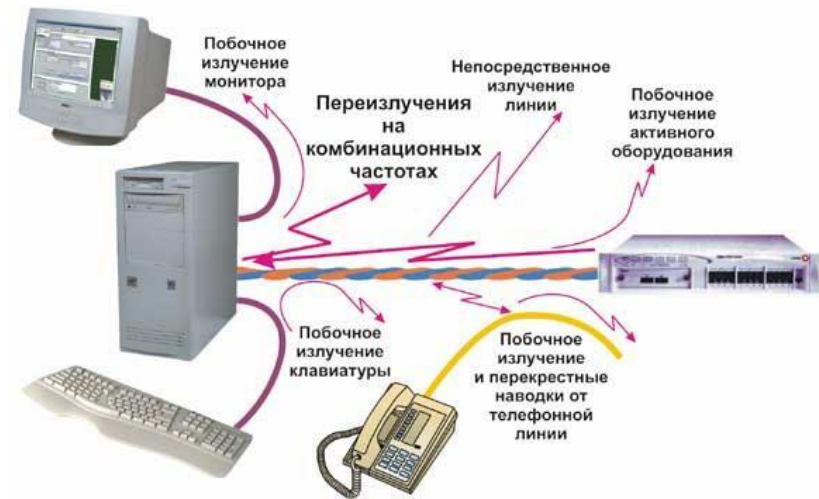 Побочное
излучение
монитора
Непосредственное
излучение
линии
Переизлучения
на
комбинационных
частотах
Побочное
излучение
активного
оборудования
Побочное
излучение
клавиатуры
Побочное
излучение
и перекрестные
наводки от
телефонной
линии